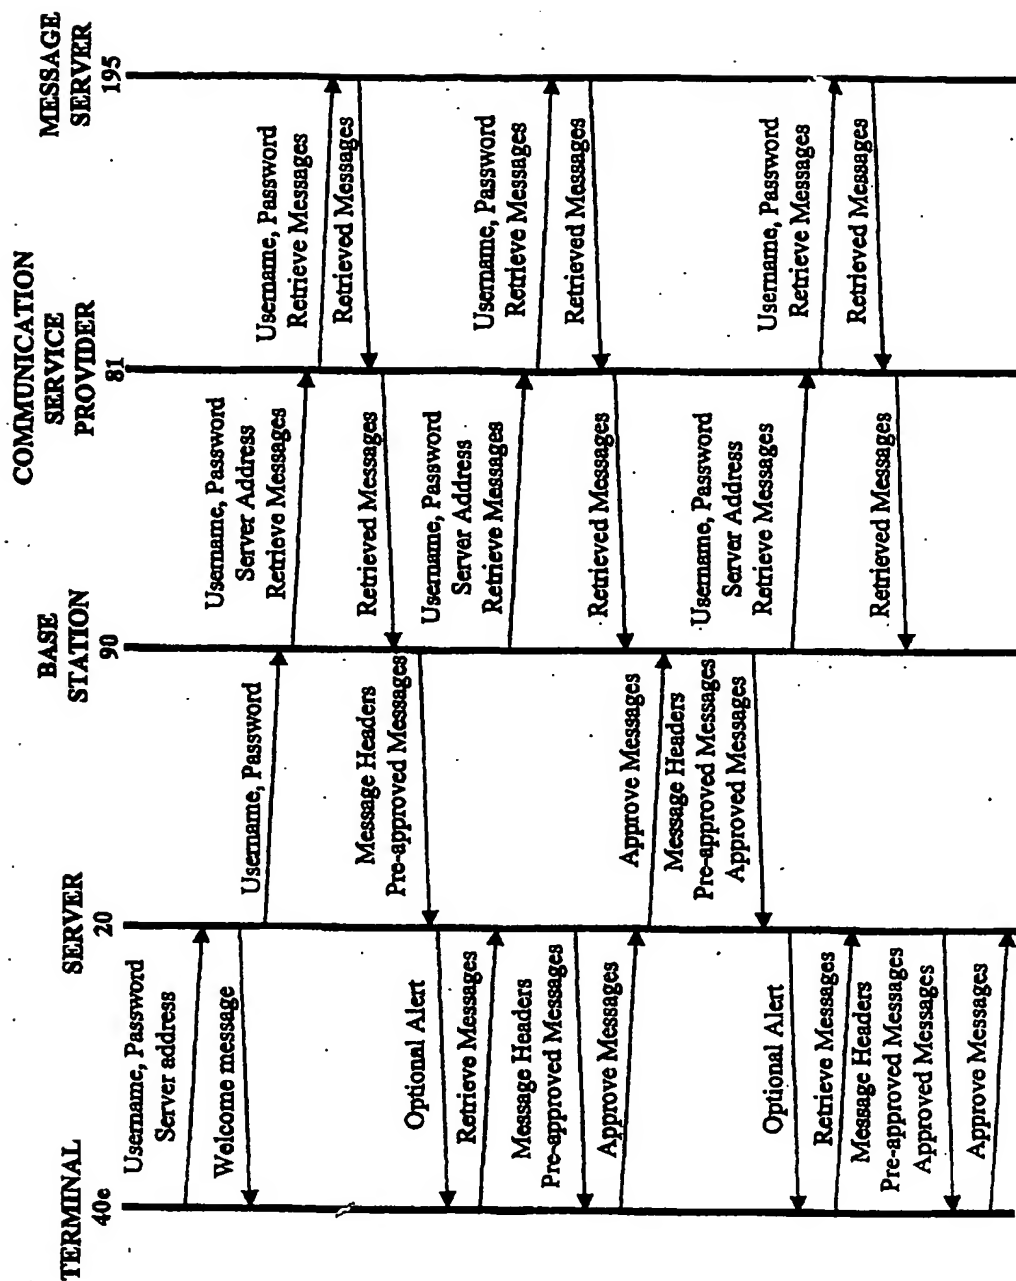 TERMINAL
40e
SERVER
20
BASE
STATION
90
COMMUNICATION
SERVICE
PROVIDER
81
MESSAGE
SERVER
195
Username, Password
Server address
Welcome message
Username, Password
Username, Password
Server Address
Retrieve Messages
Username, Password
Retrieve Messages
Retrieved Messages
Retrieved Messages
Message Headers
Pre-approved Messages
Optional Alert
Retrieve Messages
Username, Password
Server Address
Retrieve Messages
Username, Password
Retrieve Messages
Retrieved Messages
Retrieved Messages
Message Headers
Pre-approved Messages
Approve Messages
Approve Messages
Message Headers
Pre-approved Messages
Approved Messages
Username, Password
Server Address
Retrieve Messages
Username, Password
Retrieve Messages
Retrieved Messages
Retrieved Messages
Optional Alert
Retrieve Messages
Message Headers
Pre-approved Messages
Approved Messages
Approve Messages